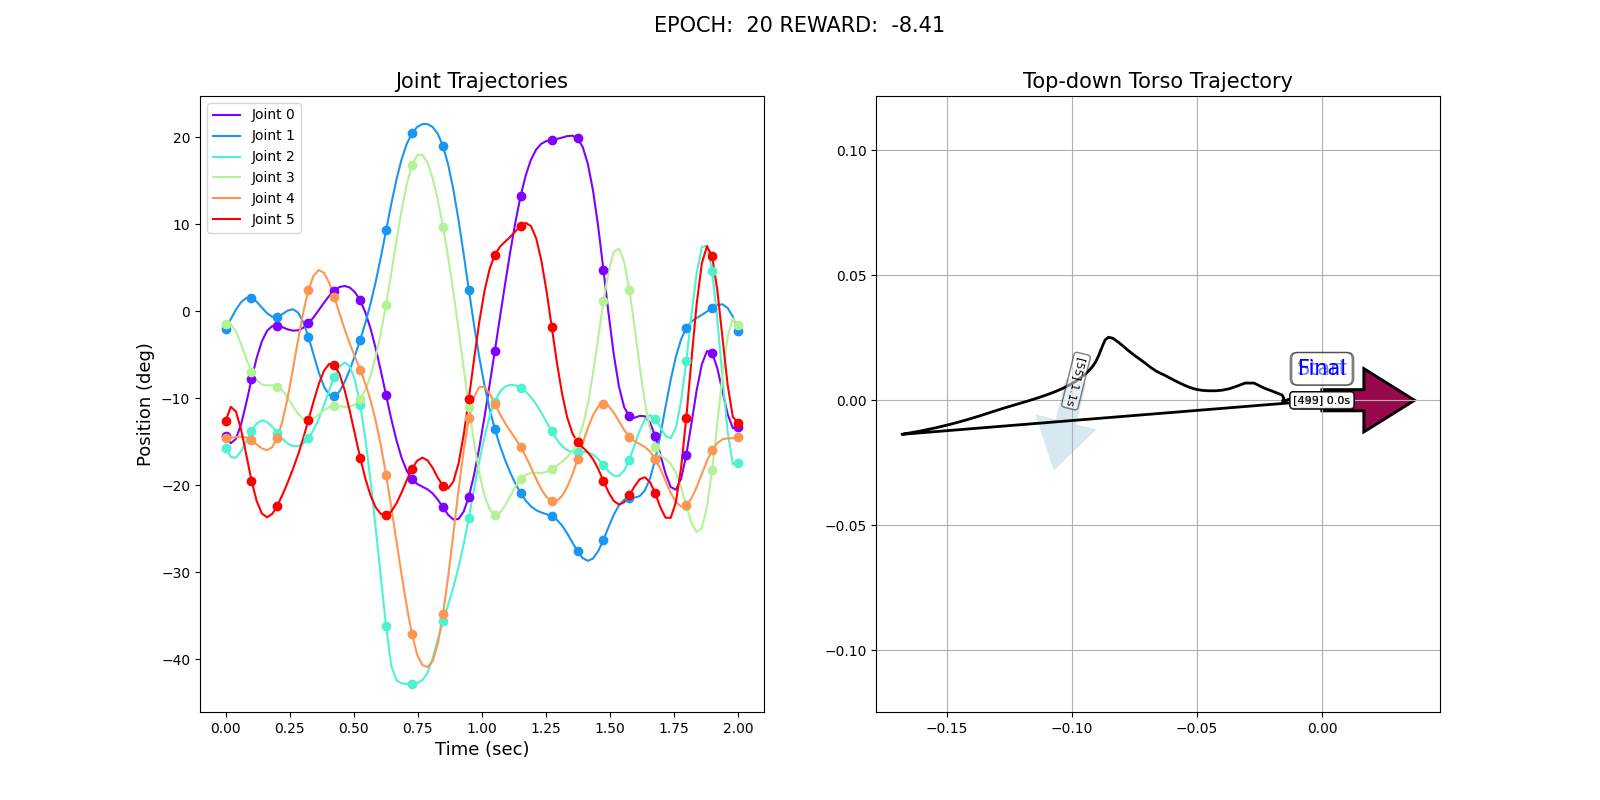 EPOCH:  20 REWARD:  -8.41
Joint Trajectories
Joint 0
Joint 1
Joint 2
Joint 3
Joint 4
Joint 5
20
10
0
−10
−20
−30
−40
Position (deg)
0.00 0.25 0.50 0.75 1.00 1.25 1.50 1.75 2.00
Time (sec)
Top-down Torso Trajectory
0.10
0.05
0.00
−0.05
−0.10
Final
[499] 0.0s
−0.15 −0.10 −0.05 0.00